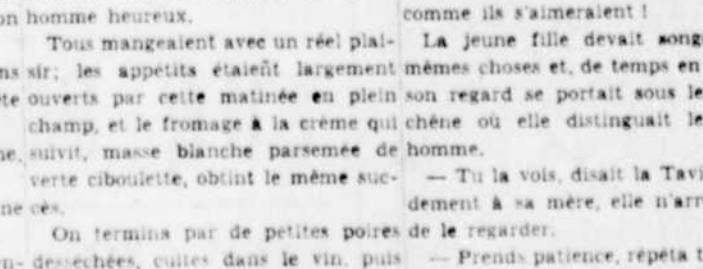 on homme heureux.
Tous mangeaient avec un réel plai-
sir; les appétits étaient largement
ouverts par cette matinée en plein
champ, et le fromage à la crème qui
suivit, masse blanche parsemée de
verte ciboulette, obtint le même suc-
cès.
On termina par de petites poires
desséchées, cuites dans le vin, puis
comme ils s'aimeraient !
La jeune fille devait song
mêmes choses et, de temps en
son regard se portait sous le
chêne où elle distinguait le
homme.
— Tu la vois, disait la Tavi
dement à sa mère, elle n'arr
de le regarder.
— Prends patience, répéta t